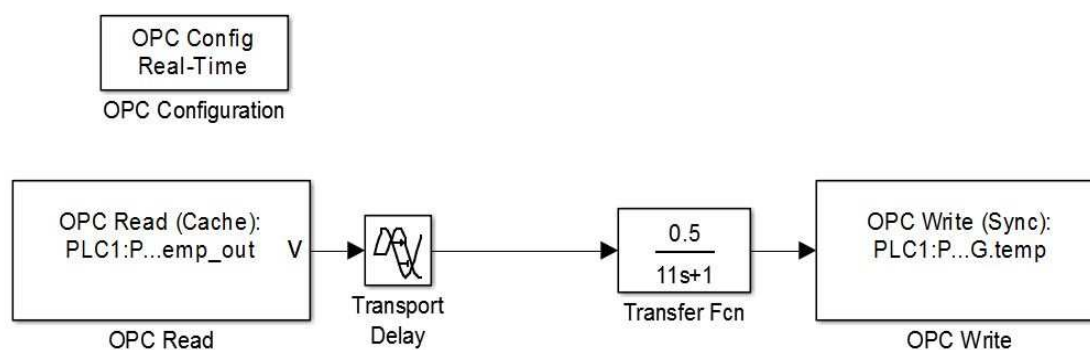 OPC Config
Real-Time
OPC Configuration
OPC Read (Cache):
PLC1:P...emp_out
V
OPC Read
Transport
Delay
0.5
11s+1
Transfer Fcn
OPC Write (Sync):
PLC1:P...G.temp
OPC Write